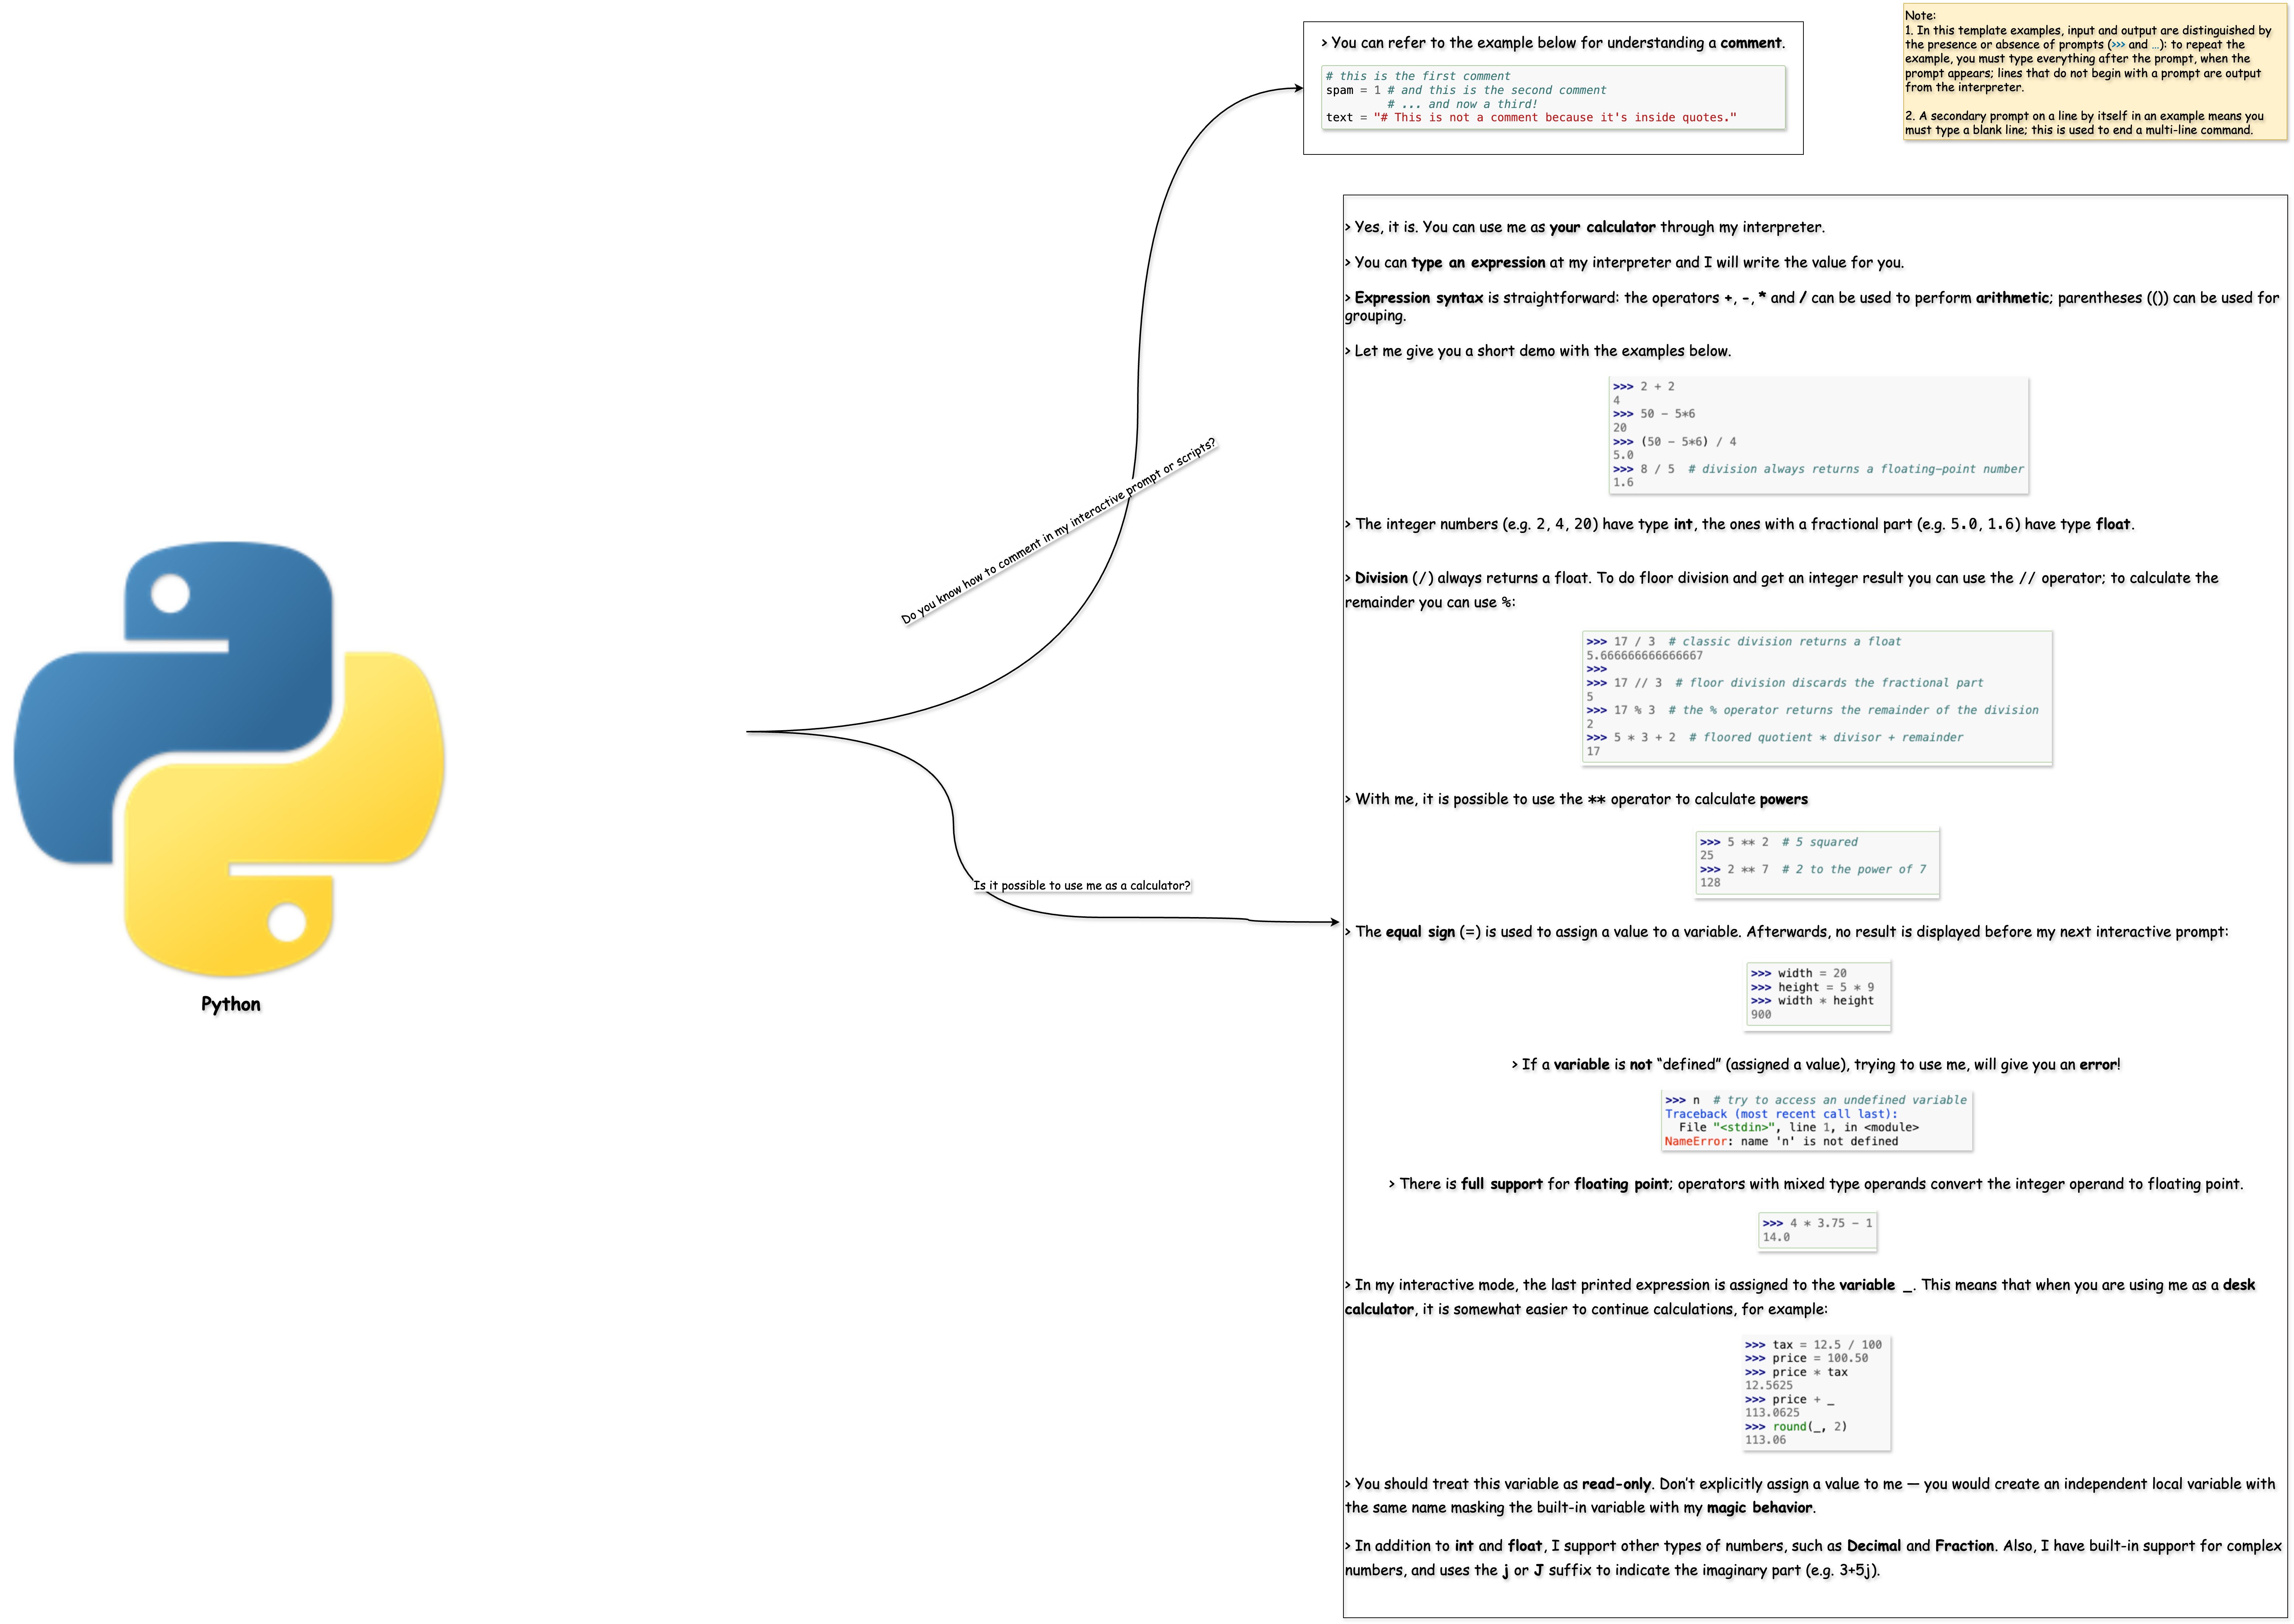 > You can refer to the example below for understanding a comment.
# this is the first comment
spam = 1 # and this is the second comment
# ... and now a third!
text = "# This is not a comment because it's inside quotes."
Note:
1. In this template examples, input and output are distinguished by
the presence or absence of prompts (>>> and …): to repeat the
example, you must type everything after the prompt, when the
prompt appears; lines that do not begin with a prompt are output
from the interpreter.
2. A secondary prompt on a line by itself in an example means you
must type a blank line; this is used to end a multi-line command.
Do you know how to comment in my interactive prompt or scripts?
Is it possible to use me as a calculator?
Python
> Yes, it is. You can use me as your calculator through my interpreter.
> You can type an expression at my interpreter and I will write the value for you.
> Expression syntax is straightforward: the operators +, -, * and / can be used to perform arithmetic; parentheses (()) can be used for
grouping.
> Let me give you a short demo with the examples below.
>>> 2 + 2
4
>>> 50 - 5*6
20
>>> (50 - 5*6) / 4
5.0
>>> 8 / 5  # division always returns a floating-point number
1.6
> The integer numbers (e.g. 2, 4, 20) have type int, the ones with a fractional part (e.g. 5.0, 1.6) have type float.
> Division (/) always returns a float. To do floor division and get an integer result you can use the // operator; to calculate the
remainder you can use %:
>>> 17 / 3  # classic division returns a float
5.666666666666667
>>>
>>> 17 // 3  # floor division discards the fractional part
5
>>> 17 % 3  # the % operator returns the remainder of the division
2
>>> 5 * 3 + 2  # floored quotient * divisor + remainder
17
> With me, it is possible to use the ** operator to calculate powers
>>> 5 ** 2  # 5 squared
25
>>> 2 ** 7  # 2 to the power of 7
128
> The equal sign (=) is used to assign a value to a variable. Afterwards, no result is displayed before my next interactive prompt:
>>> width = 20
>>> height = 5 * 9
>>> width * height
900
> If a variable is not “defined” (assigned a value), trying to use me, will give you an error!
>>> n  # try to access an undefined variable
Traceback (most recent call last):
File "<stdin>", line 1, in <module>
NameError: name 'n' is not defined
> There is full support for floating point; operators with mixed type operands convert the integer operand to floating point.
>>> 4 * 3.75 - 1
14.0
> In my interactive mode, the last printed expression is assigned to the variable _. This means that when you are using me as a desk
calculator, it is somewhat easier to continue calculations, for example:
>>> tax = 12.5 / 100
>>> price = 100.50
>>> price * tax
12.5625
>>> price + _
113.0625
>>> round(_, 2)
113.06
> You should treat this variable as read-only. Don’t explicitly assign a value to me — you would create an independent local variable with
the same name masking the built-in variable with my magic behavior.
> In addition to int and float, I support other types of numbers, such as Decimal and Fraction. Also, I have built-in support for complex
numbers, and uses the j or J suffix to indicate the imaginary part (e.g. 3+5j).